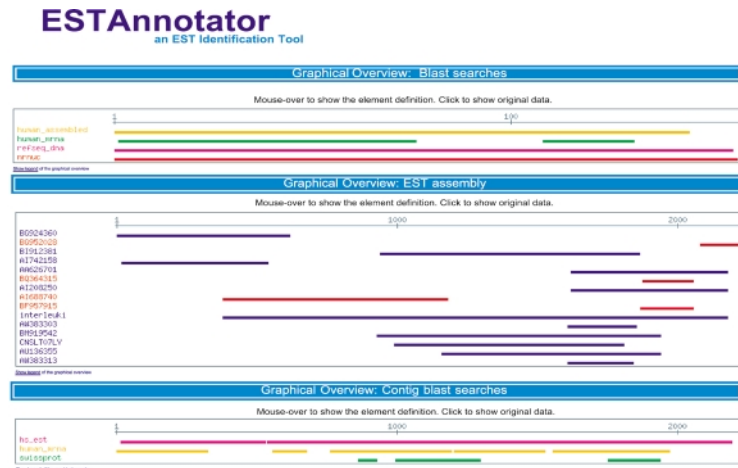 ESTAnnotator
an EST Identification Tool
Graphical Overview: Blast searches
Mouse-over to show the element definition. Click to show original data.
1 100
human_assembled
human_mrna
refseq_dna
nrnuc
Show legend of the graphical overview
Graphical Overview: EST assembly
Mouse-over to show the element definition. Click to show original data.
1 1000 2000
BG924360
BG952028
BI912381
AI742158
AA626701
BQ364315
AI208250
AI688740
BF957915
interleuki
AW383303
BM919542
CNSLT07LV
AU136355
AW383313
Show legend of the graphical overview
Graphical Overview: Contig blast searches
Mouse-over to show the element definition. Click to show original data.
1 1000 2000
hs_est
human_mrna
swissprot